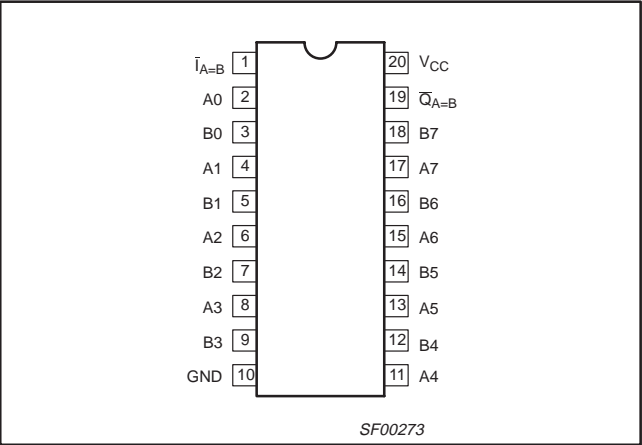 I̅A=B 1 20 VCC
A0 2 19 Q̅A=B
B0 3 18 B7
A1 4 17 A7
B1 5 16 B6
A2 6 15 A6
B2 7 14 B5
A3 8 13 A5
B3 9 12 B4
GND 10 11 A4
SF00273